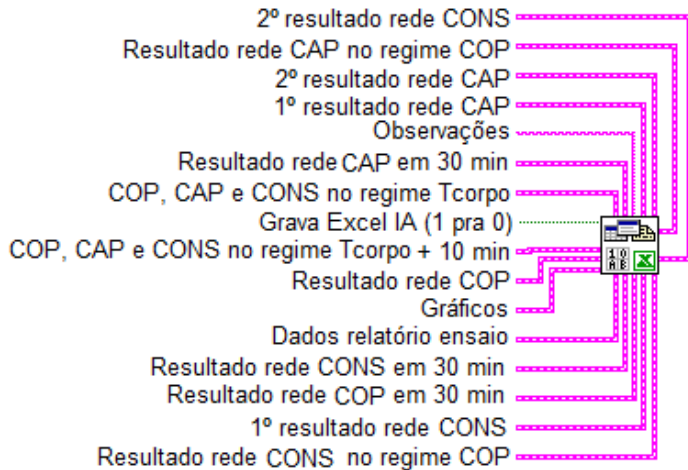 2º resultado rede CONS
Resultado rede CAP no regime COP
2º resultado rede CAP
1º resultado rede CAP
Observações
Resultado rede CAP em 30 min
COP, CAP e CONS no regime Tcorpo
Grava Excel IA (1 pra 0)
COP, CAP e CONS no regime Tcorpo + 10 min
Resultado rede COP
Gráficos
Dados relatório ensaio
Resultado rede CONS em 30 min
Resultado rede COP em 30 min
1º resultado rede CONS
Resultado rede CONS no regime COP